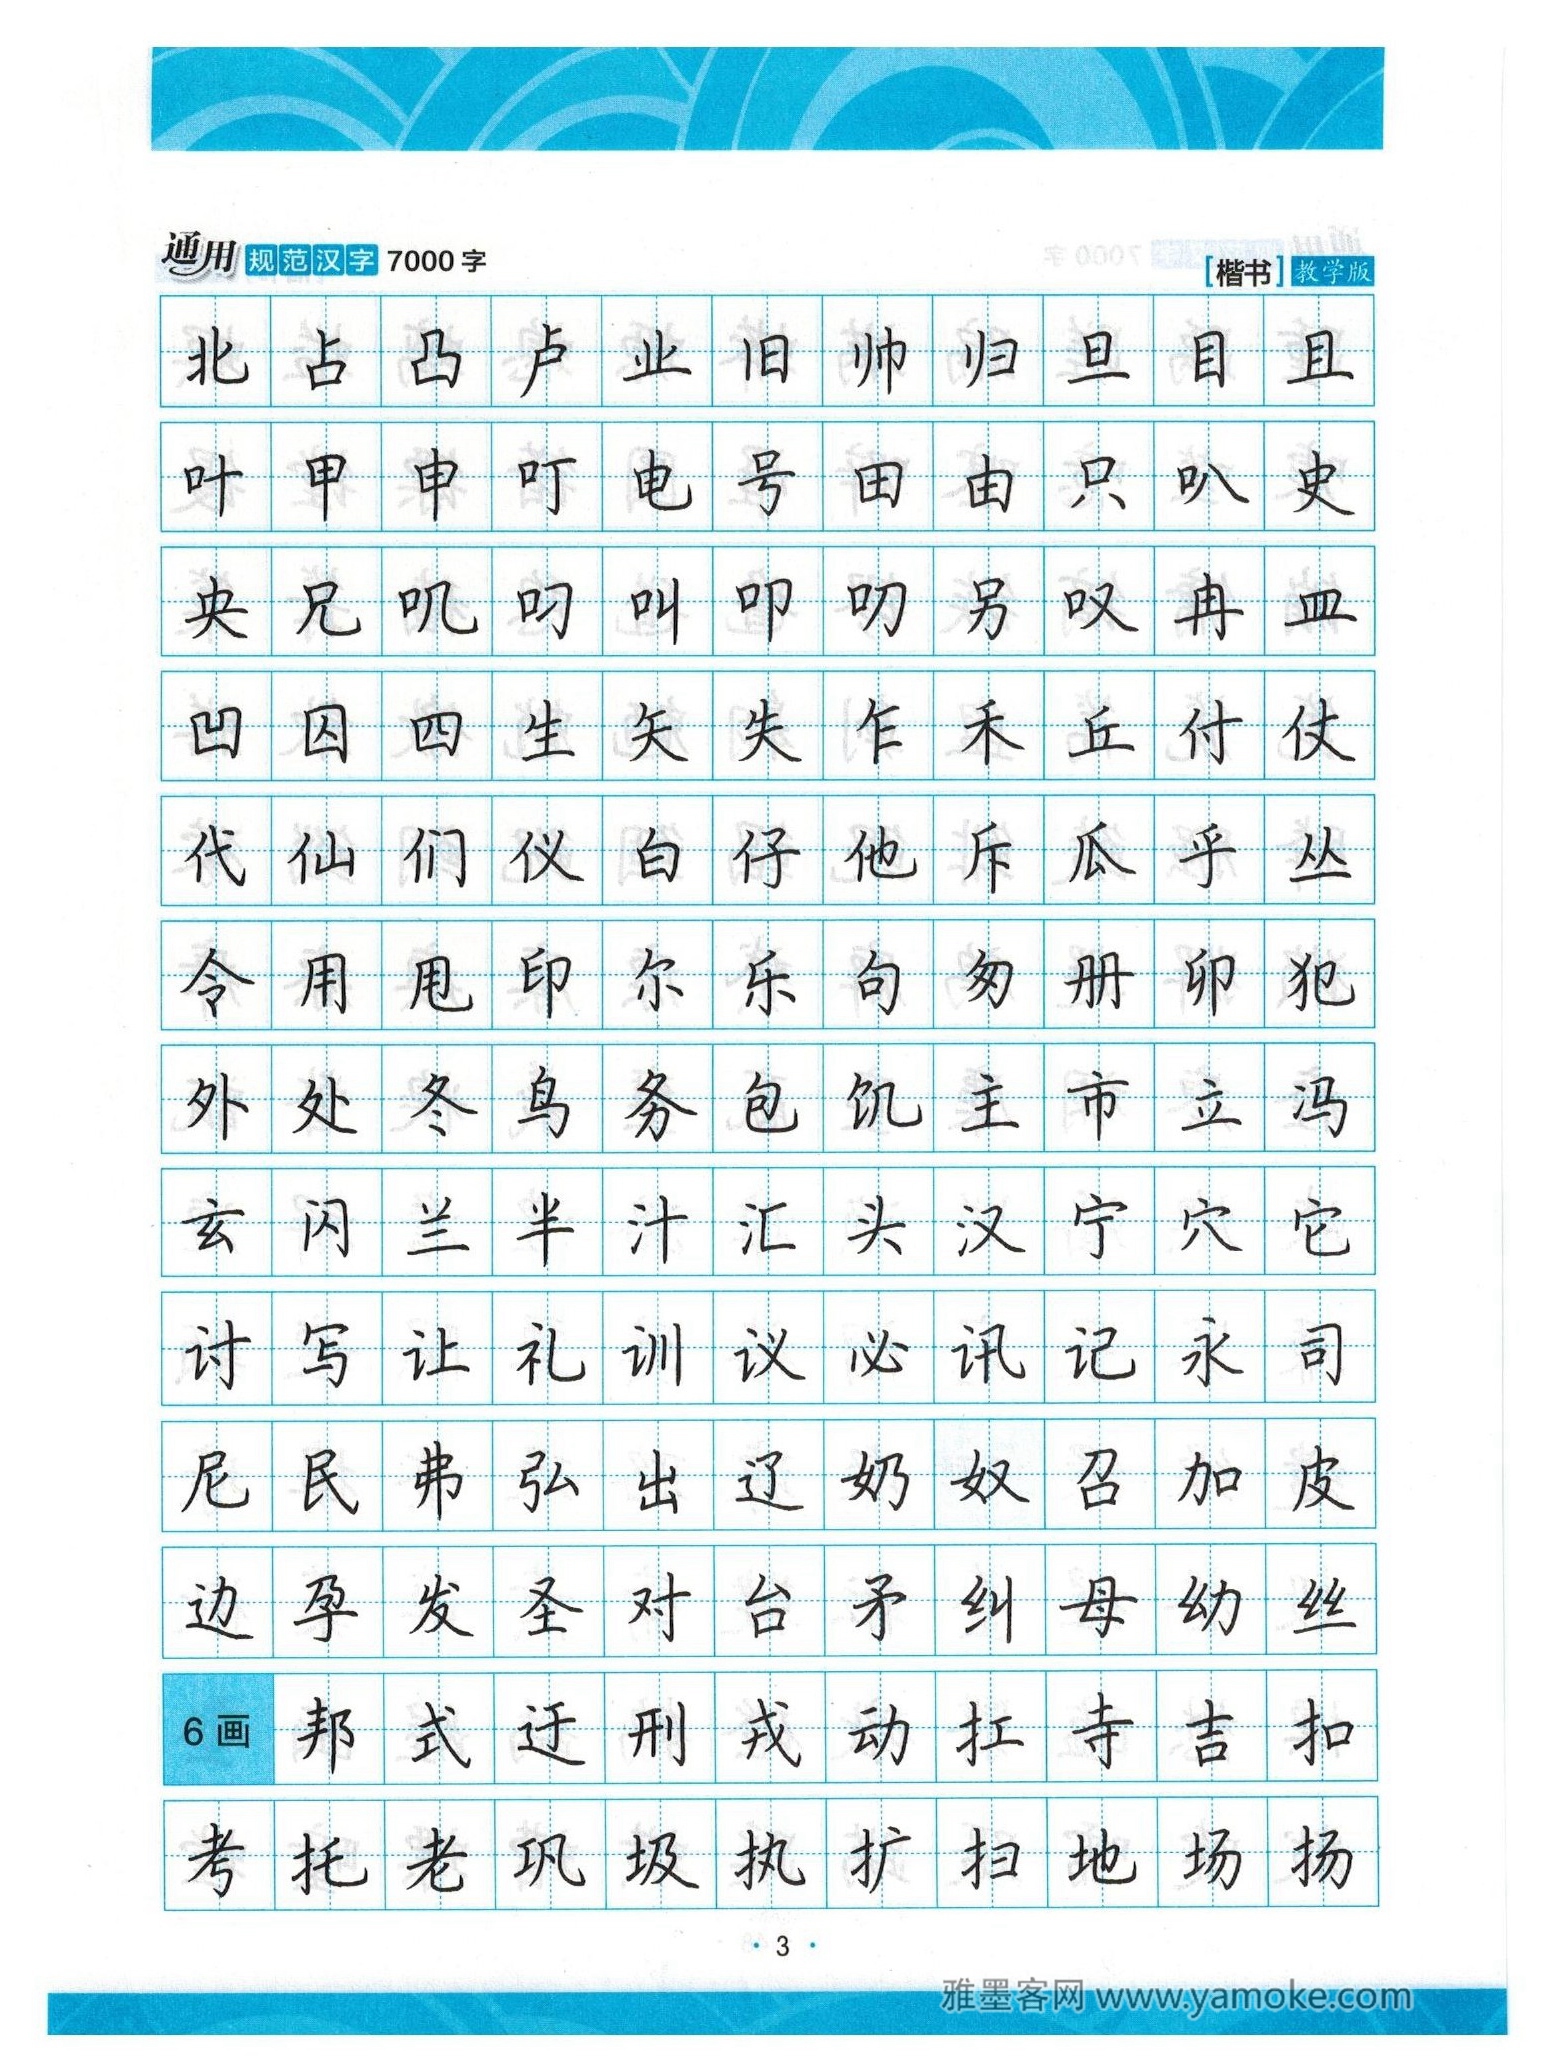 通用规范汉字7000字 [楷书]教学版
北占凸卢业旧帅归旦目且
叶甲申叮电号田由只叭史
央兄叽叼叫叩叨另叹冉皿
凹囚四生矢失乍禾丘付仗
代仙们仪白仔他斥瓜乎丛
令用甩印尔乐句匆册卯犯
外处冬鸟务包饥主市立冯
玄闪兰半汁汇头汉宁穴它
讨写让礼训议必讯记永司
尼民弗弘出辽奶奴召加皮
边孕发圣对台矛纠母幼丝
6画邦式迂刑戎动扛寺吉扣
考托老巩圾执扩扫地场扬
·3·
雅墨客网 www.yamoke.com